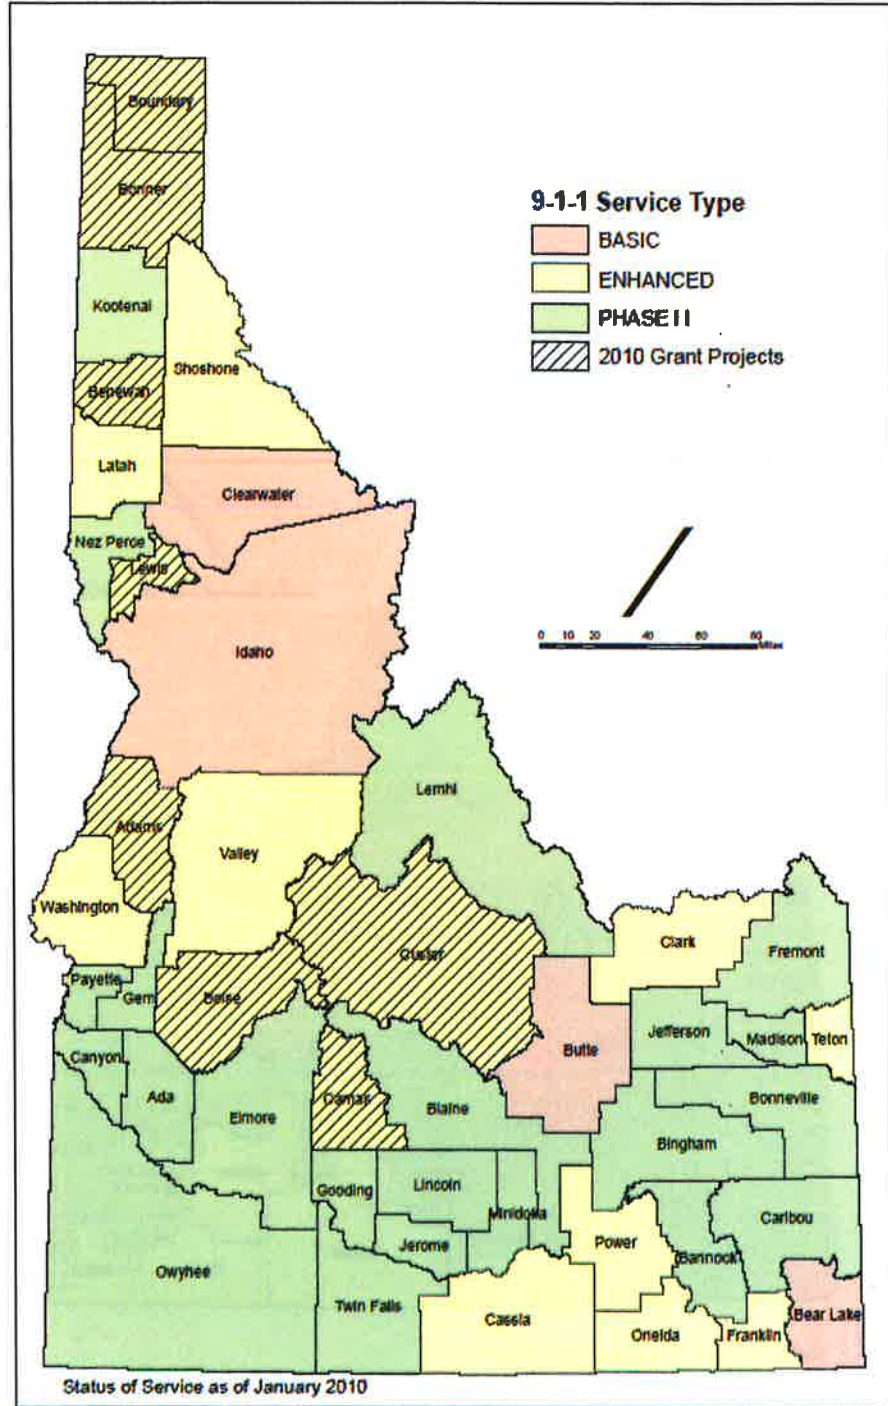 Boundary
Bonner
9-1-1 Service Type
BASIC
ENHANCED
PHASE II
2010 Grant Projects
Kootenai
Shoshone
Benewah
Latah
Clearwater
Nez Perce
Lewis
0 10 20 40 60 80
Miles
Idaho
Lemhi
Adams
Valley
Washington
Clark
Fremont
Custer
Payette
Gem
Boise
Canyon
Butte
Jefferson
Madison
Teton
Ada
Elmore
Camas
Blaine
Bonneville
Bingham
Gooding
Lincoln
Minidoka
Caribou
Jerome
Power
Bannock
Owyhee
Twin Falls
Cassia
Oneida
Franklin
Bear Lake
Status of Service as of January 2010